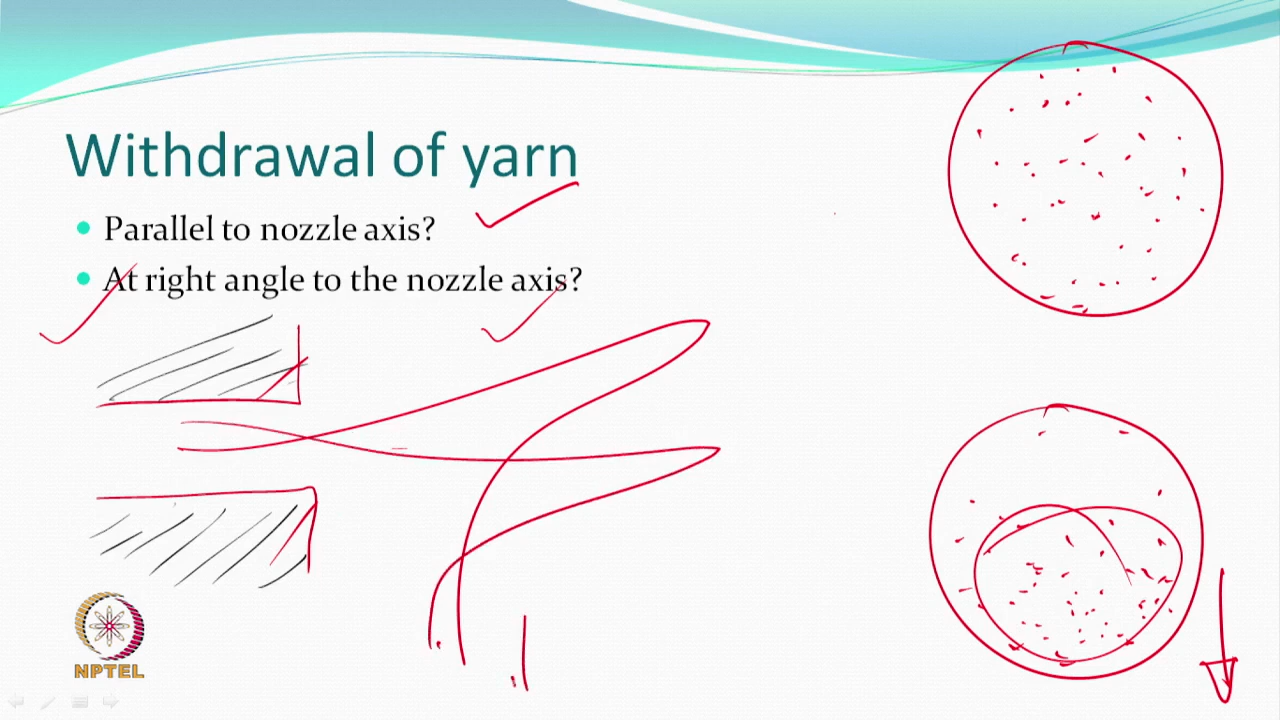 Withdrawal of yarn
Parallel to nozzle axis?
At right angle to the nozzle axis?
NPTEL